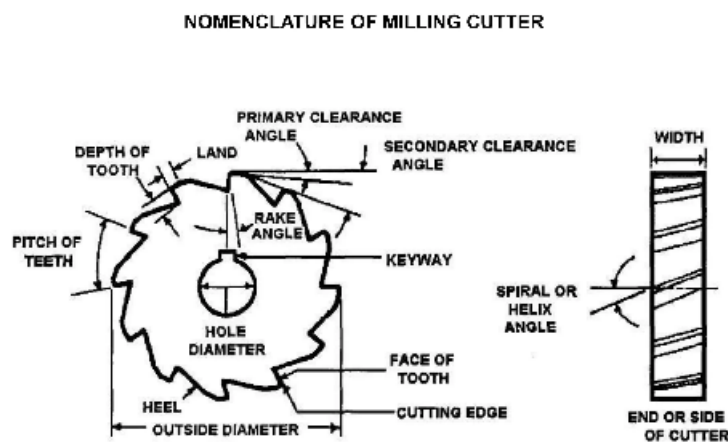 NOMENCLATURE OF MILLING CUTTER
PRIMARY CLEARANCE
ANGLE
SECONDARY CLEARANCE
ANGLE
DEPTH OF
TOOTH
LAND
WIDTH
PITCH OF
TEETH
RAKE
ANGLE
KEYWAY
SPIRAL OR
HELIX
ANGLE
HOLE
DIAMETER
FACE OF
TOOTH
HEEL
CUTTING EDGE
OUTSIDE DIAMETER
END OR SIDE
OF CUTTER